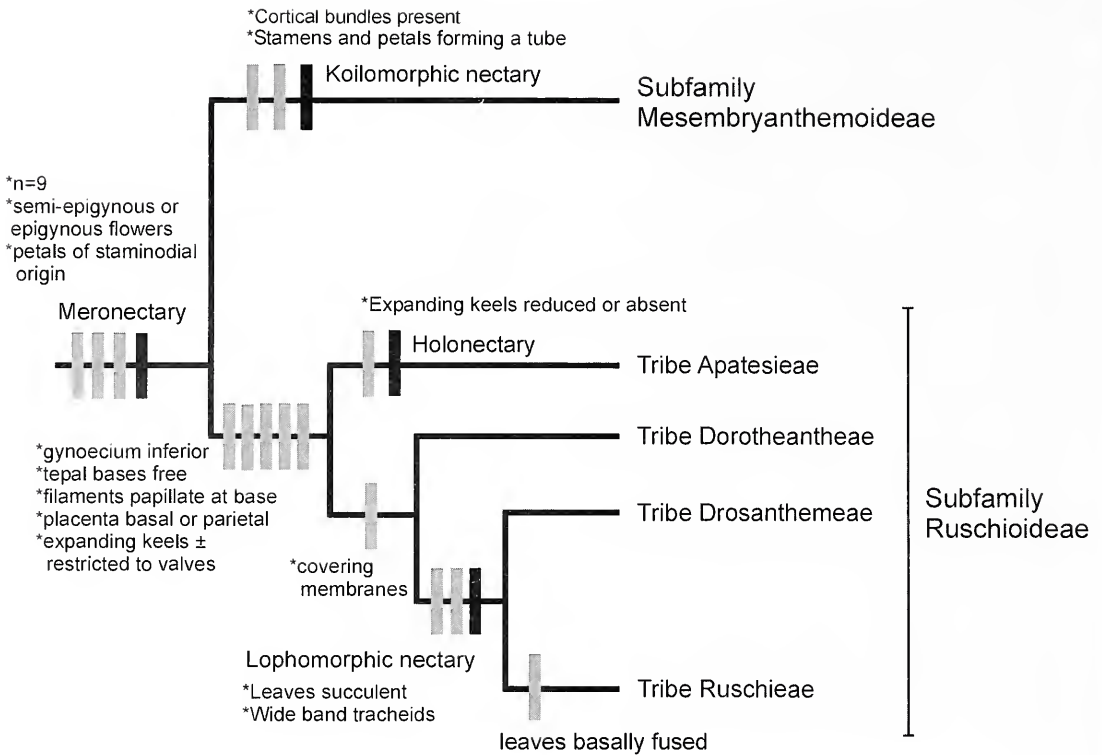 *Cortical bundles present
*Stamens and petals forming a tube
Koilomorphic nectary
Subfamily
Mesembryanthemoideae
*n=9
*semi-epigynous or
epigynous flowers
*petals of staminodial
origin
Meronectary
*Expanding keels reduced or absent
Holonectary
Tribe Apatesieae
*gynoecium inferior
*tepal bases free
*filaments papillate at base
*placenta basal or parietal
*expanding keels ±
restricted to valves
Tribe Dorotheantheae
Tribe Drosanthemeae
Subfamily
Ruschioideae
*covering
membranes
Lophomorphic nectary
*Leaves succulent
*Wide band tracheids
Tribe Ruschieae
leaves basally fused